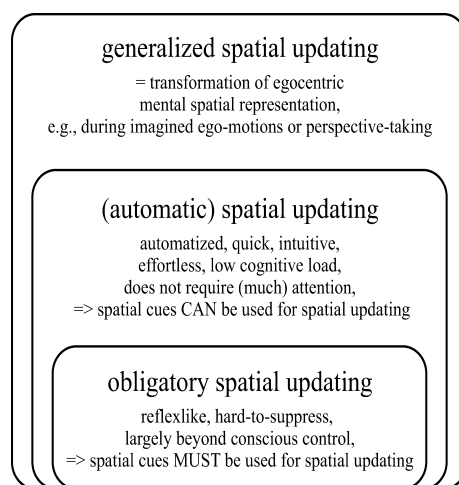 generalized spatial updating
= transformation of egocentric
mental spatial representation,
e.g., during imagined ego-motions or perspective-taking
(automatic) spatial updating
automatized, quick, intuitive,
effortless, low cognitive load,
does not require (much) attention,
=> spatial cues CAN be used for spatial updating
obligatory spatial updating
reflexlike, hard-to-suppress,
largely beyond conscious control,
=> spatial cues MUST be used for spatial updating